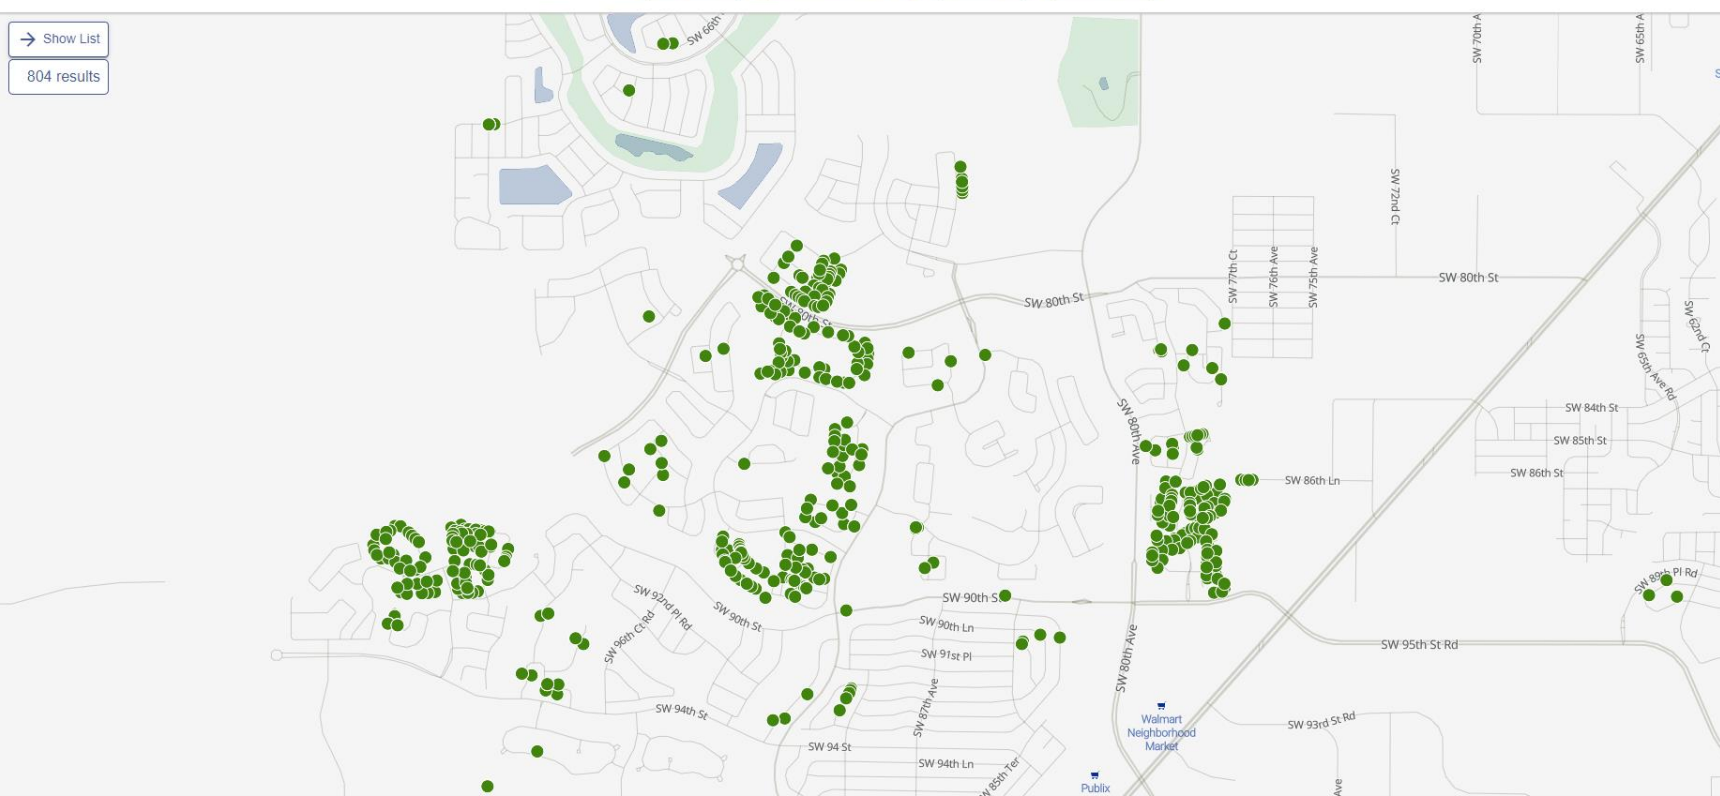 Show List
804 results
SW 66th
SW 70th A
SW 65th A
S
SW 72nd Ct
SW 77th Ct
SW 76th Ave
SW 75th Ave
SW 80th St
SW 80th St
SW 80th St
SW 62nd Ct
SW 65th Ave Rd
SW 80th Ave
SW 84th St
SW 85th St
SW 86th St
SW 86th Ln
SW 89th Pl Rd
SW 92nd Pl Rd
SW 90th St
SW 96th Ct Rd
SW 90th S
SW 90th Ln
SW 91st Pl
SW 80th Ave
SW 95th St Rd
SW 87th Ave
SW 94th St
SW 93rd St Rd
Walmart
Neighborhood
Market
SW 94 St
SW 94th Ln
W 85th Ter
Publix
Ave